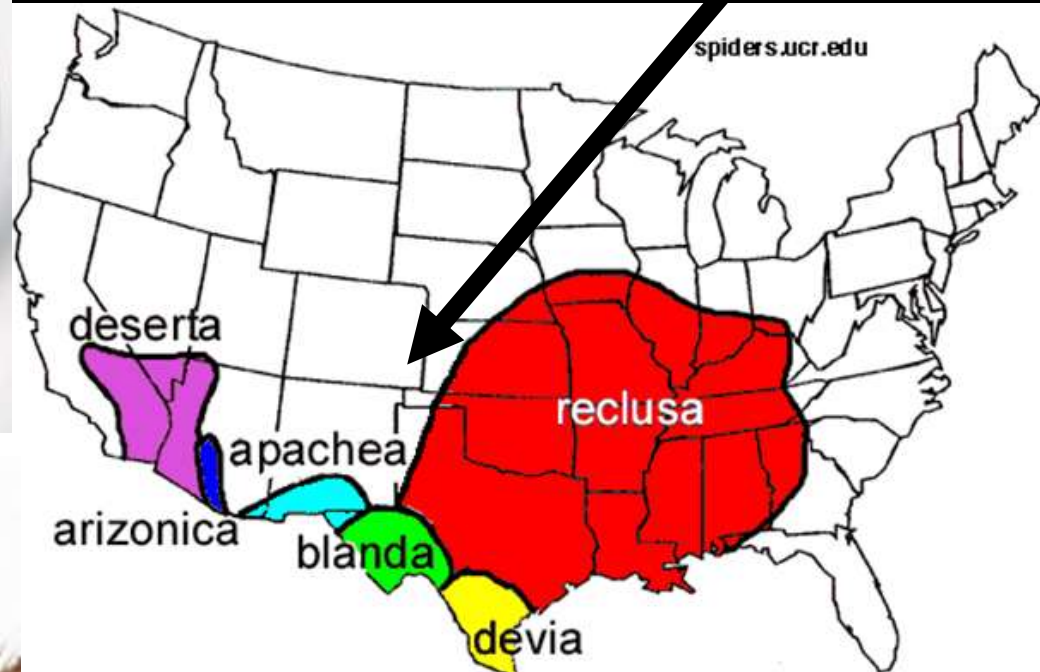 spiders.ucr.edu
deserta
reclusa
apachea
arizonica
blanda
devia